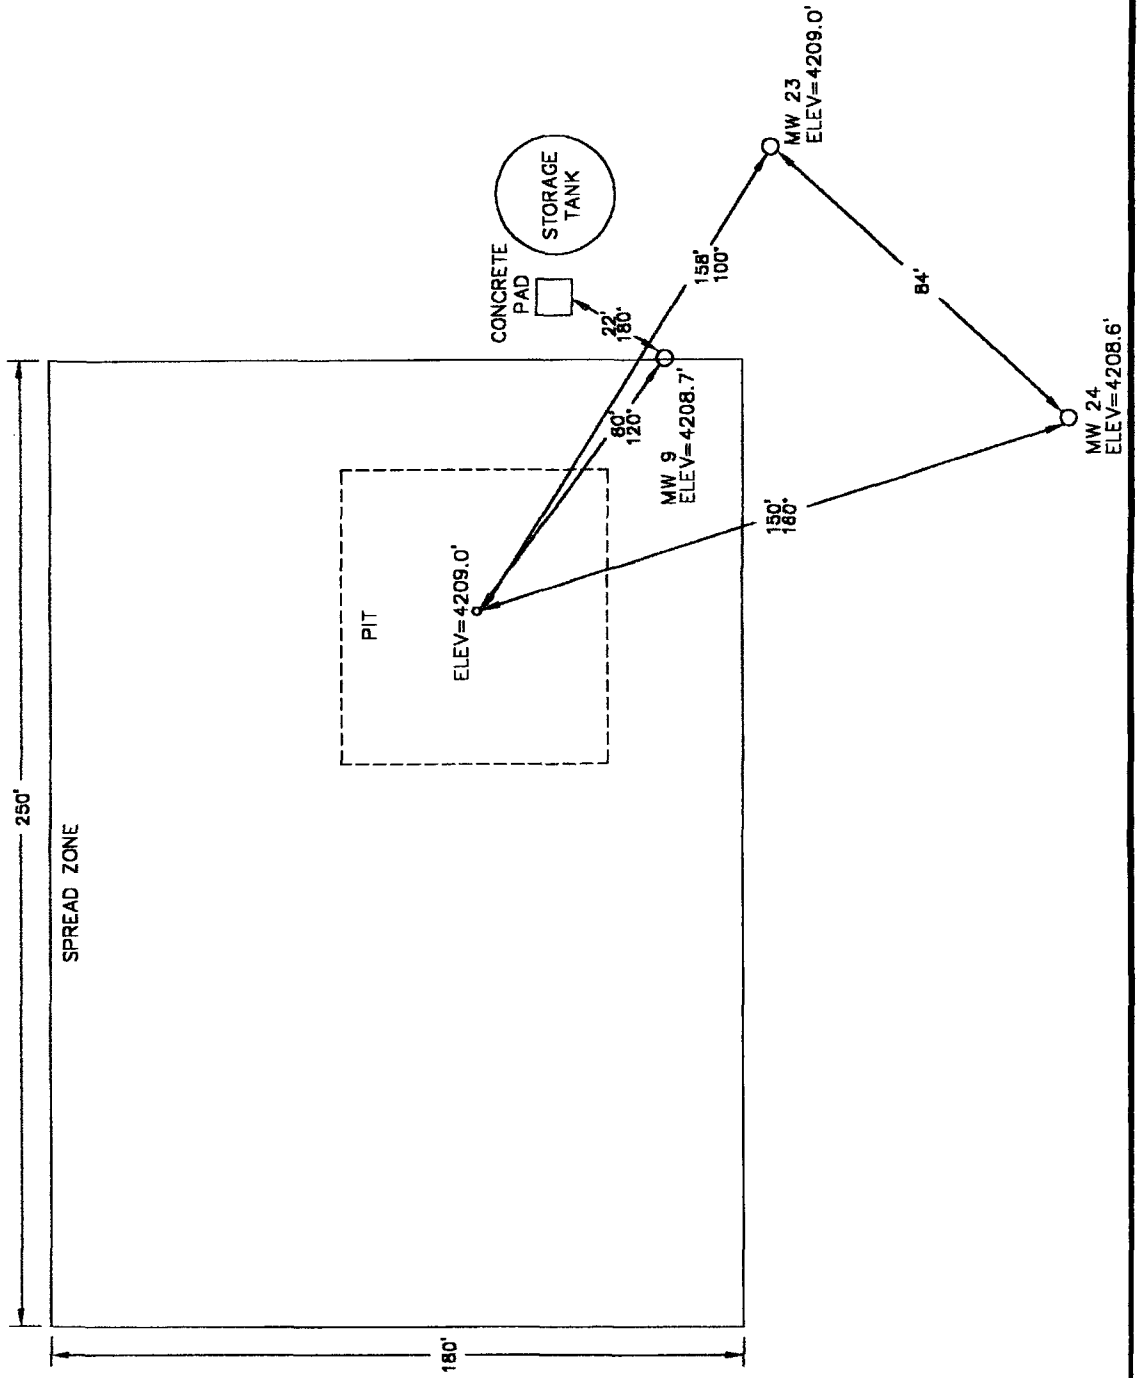 250'
SPREAD ZONE
180'
PIT
ELEV=4209.0'
CONCRETE
PAD
STORAGE
TANK
22'
180°
80'
120°
MW 9
ELEV=4208.7'
158'
100°
MW 23
ELEV=4209.0'
84'
150'
160°
MW 24
ELEV=4208.6'